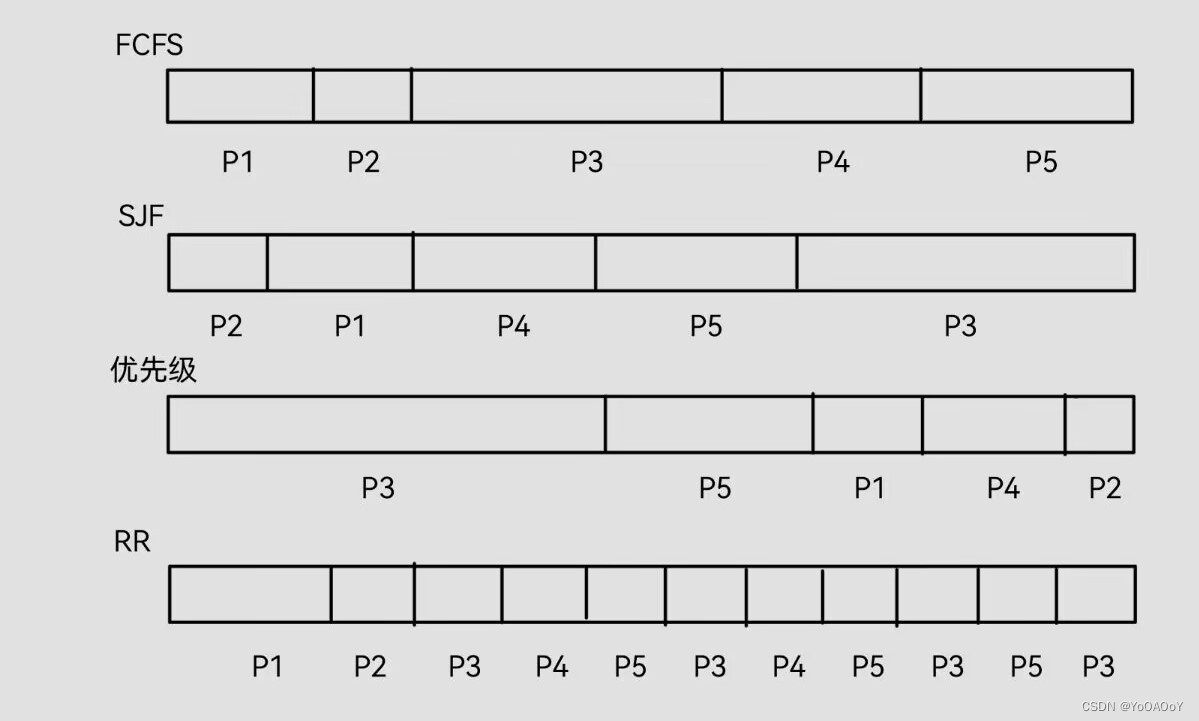 FCFS
P1 P2 P3 P4 P5
SJF
P2 P1 P4 P5 P3
优先级
P3 P5 P1 P4 P2
RR
P1 P2 P3 P4 P5 P3 P4 P5 P3 P5 P3
CSDN @YoOAOoY